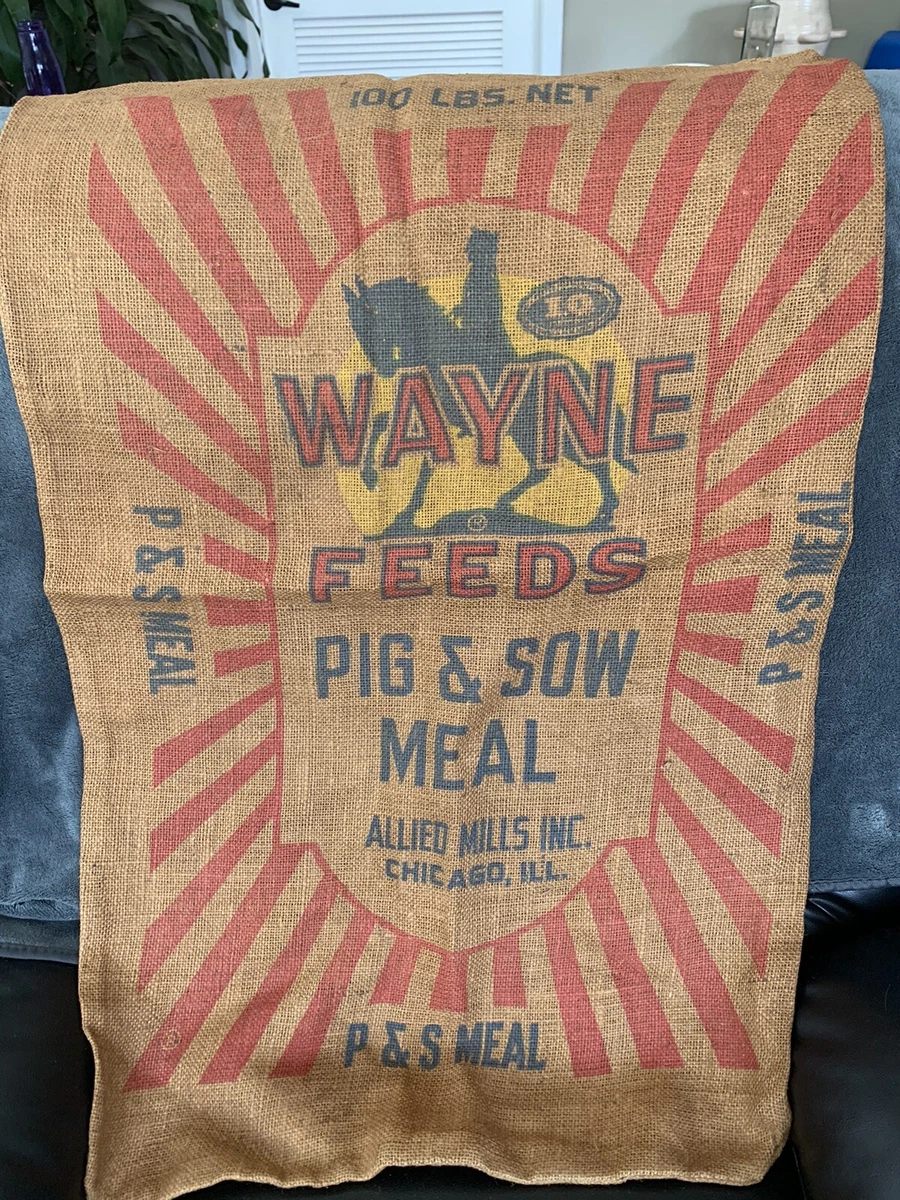 100 LBS. NET
WAYNE
FEEDS
PIG & SOW
MEAL
ALLIED MILLS INC.
CHICAGO, ILL.
P & S MEAL
P & S MEAL
P & S MEAL